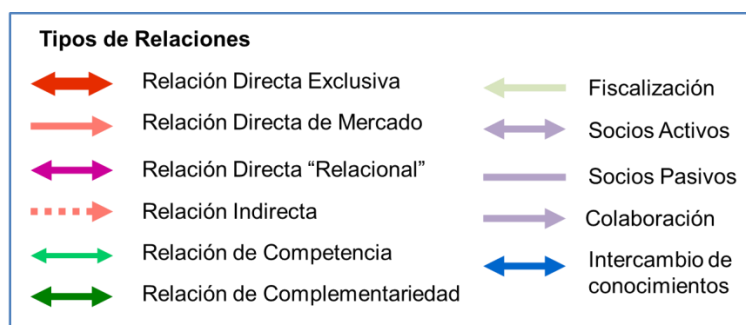 Tipos de Relaciones
Relación Directa Exclusiva
Relación Directa de Mercado
Relación Directa “Relacional”
Relación Indirecta
Relación de Competencia
Relación de Complementariedad
Fiscalización
Socios Activos
Socios Pasivos
Colaboración
Intercambio de
conocimientos